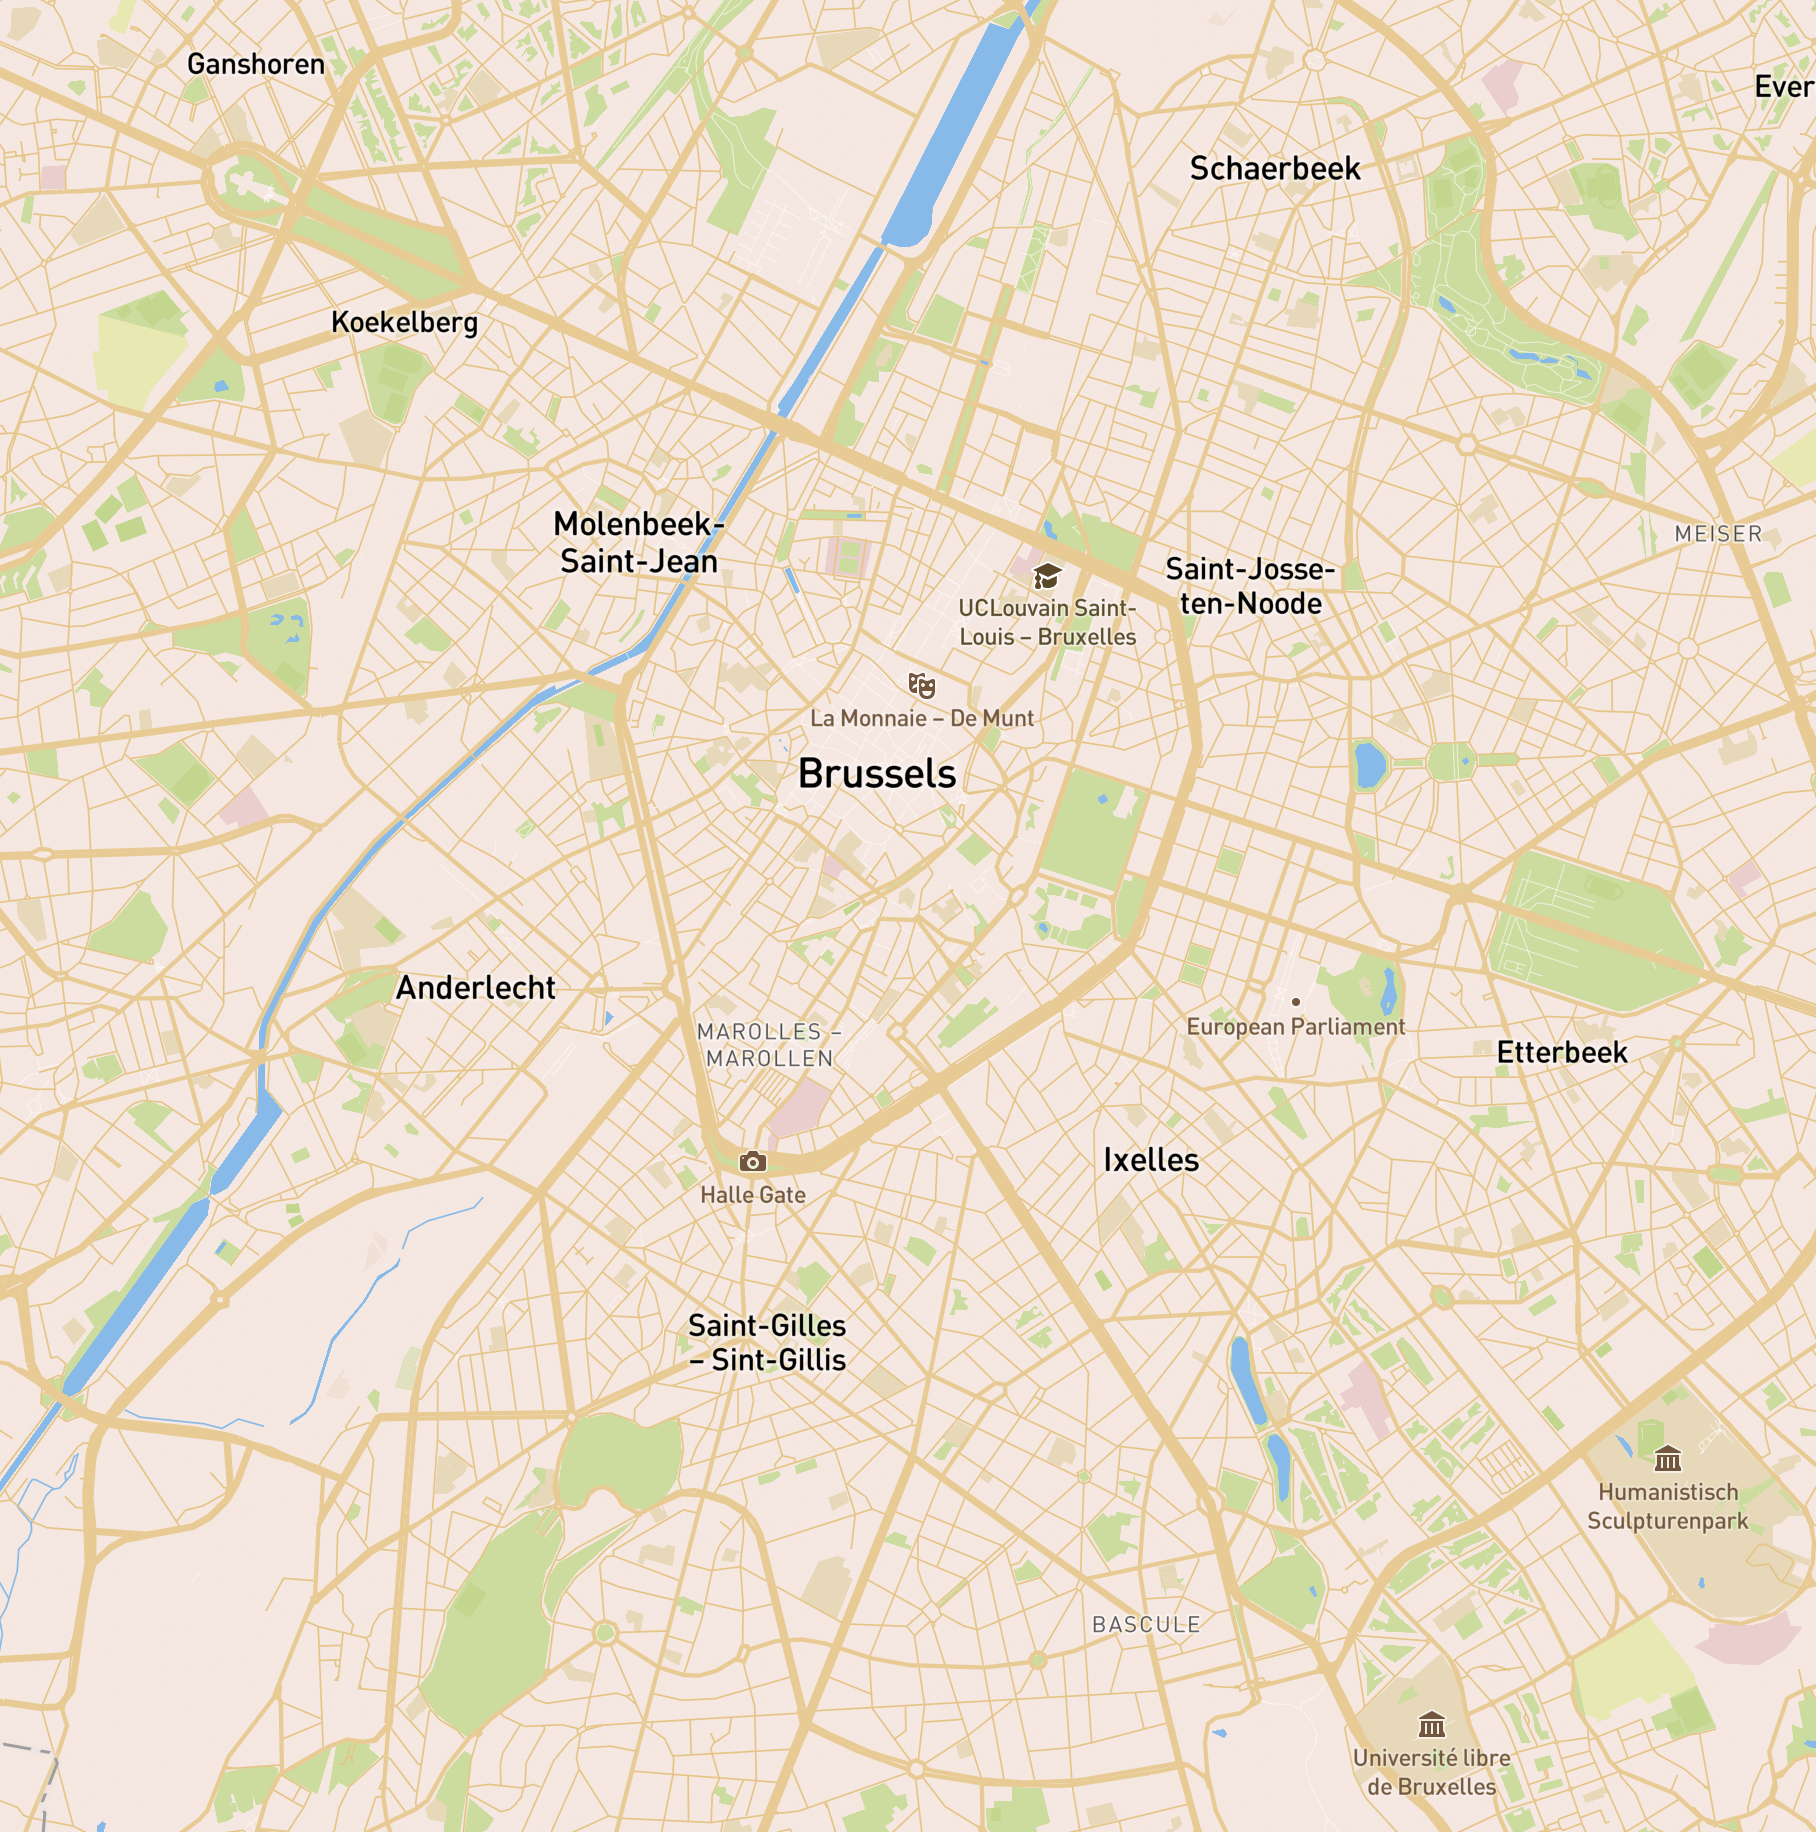 Ganshoren
Ever
Schaerbeek
Koekelberg
Molenbeek-
Saint-Jean
MEISER
Saint-Josse-
ten-Noode
UCLouvain Saint-
Louis – Bruxelles
La Monnaie – De Munt
Brussels
Anderlecht
European Parliament
MAROLLES –
MAROLLEN
Etterbeek
Ixelles
Halle Gate
Saint-Gilles
– Sint-Gillis
Humanistisch
Sculpturenpark
BASCULE
Université libre
de Bruxelles